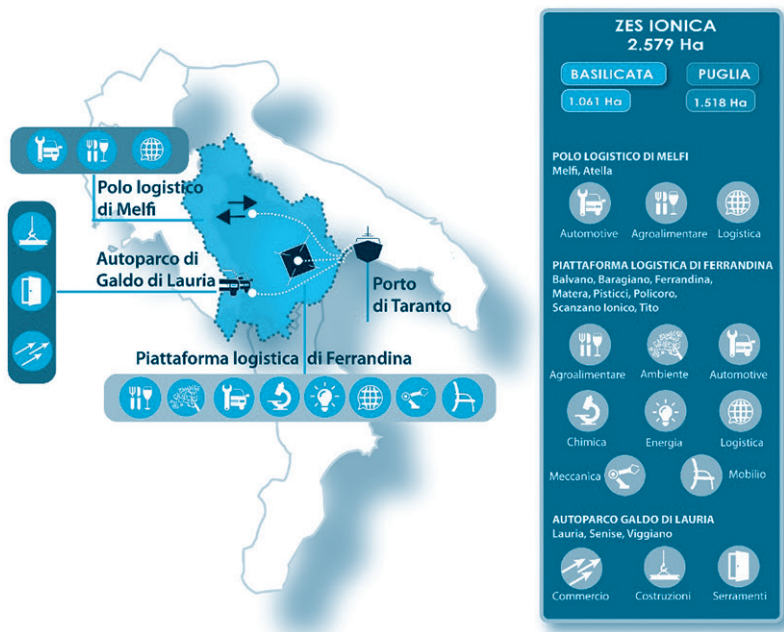 Polo logistico
di Melfi
Autoparco di
Galdo di Lauria
Porto
di Taranto
Piattaforma logistica di Ferrandina
ZES IONICA
2.579 Ha
BASILICATA
PUGLIA
1.061 Ha
1.518 Ha
POLO LOGISTICO DI MELFI
Melfi, Atella
Automotive
Agroalimentare
Logistica
PIATTAFORMA LOGISTICA DI FERRANDINA
Balvano, Baragiano, Ferrandina,
Matera, Pisticci, Policoro,
Scanzano Ionico, Tito
Agroalimentare
Ambiente
Automotive
Chimica
Energia
Logistica
Meccanica
Mobilio
AUTOPARCO GALDO DI LAURIA
Lauria, Senise, Viggiano
Commercio
Costruzioni
Serramenti